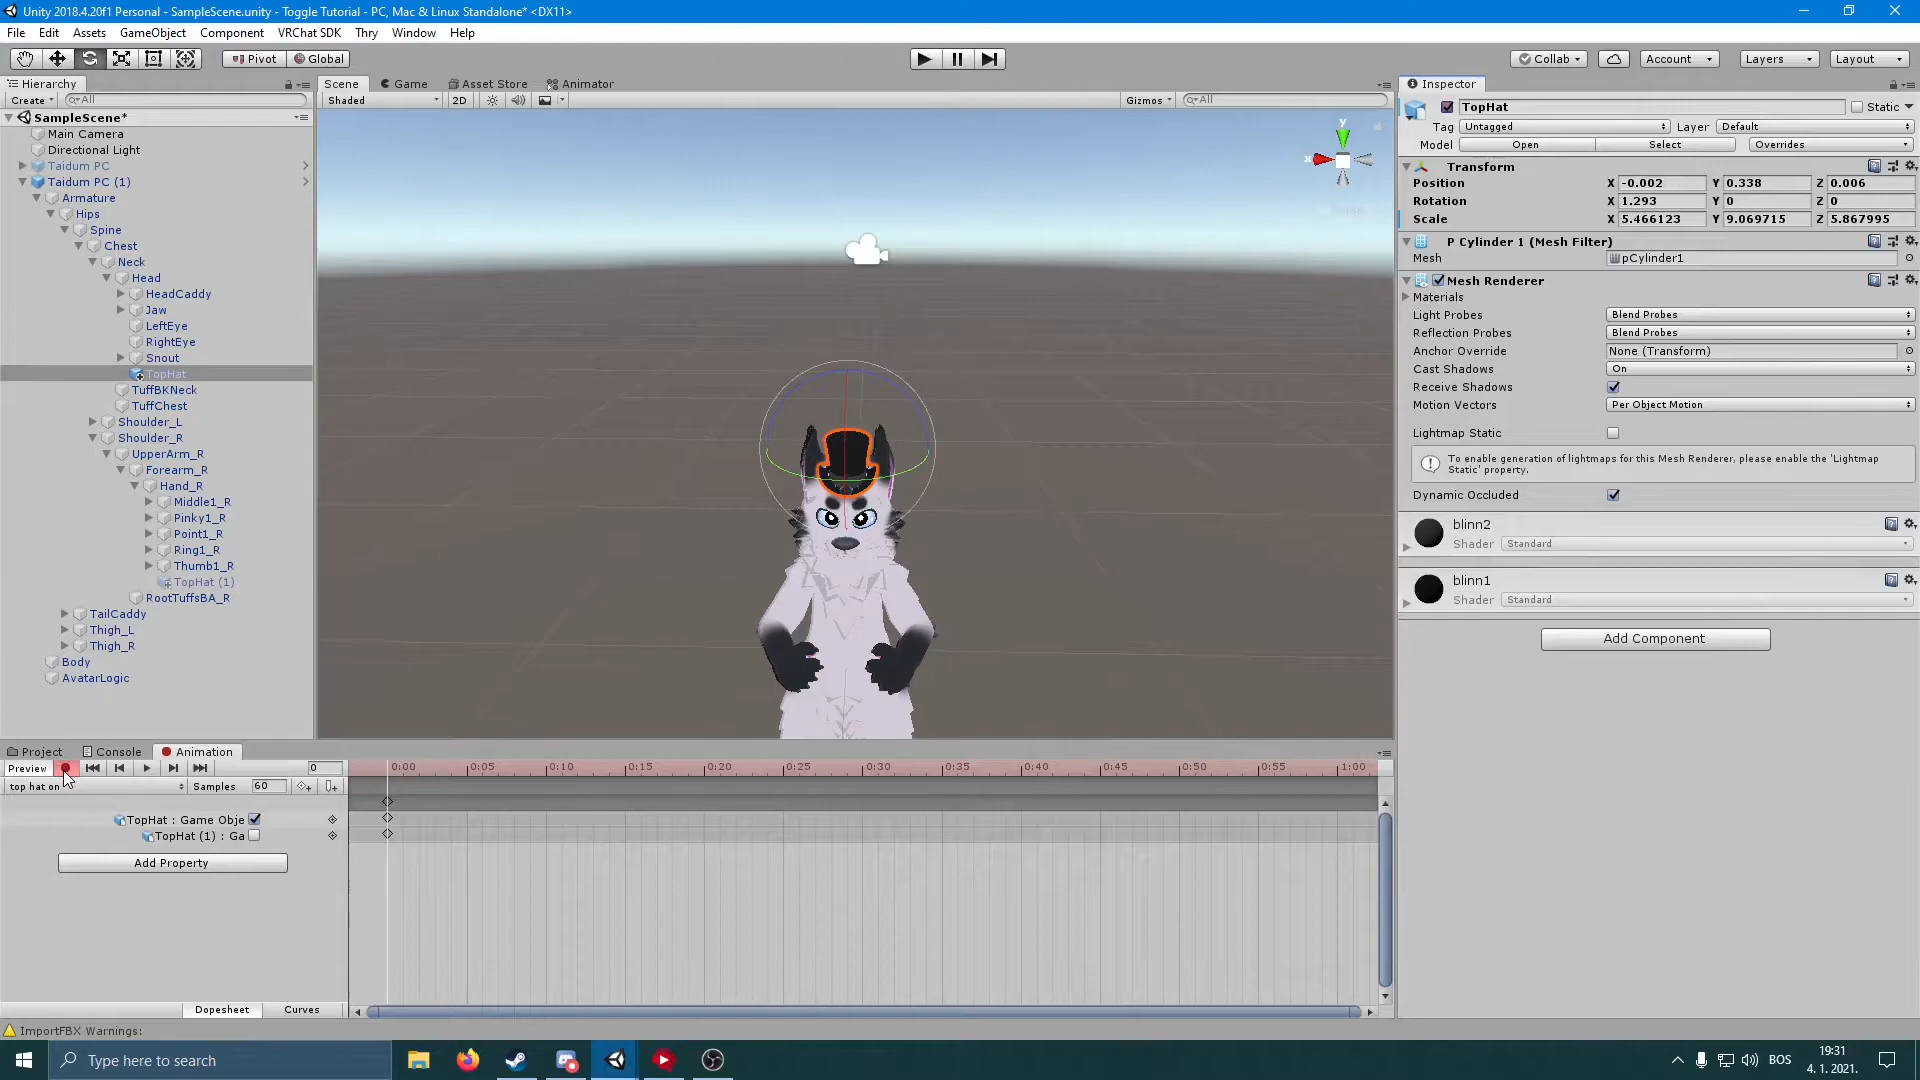 Unity 2018.4.20f1 Personal - SampleScene.unity - Toggle Tutorial - PC, Mac & Linux Standalone* <DX11>
File Edit Assets GameObject Component VRChat SDK Thry Window Help
Pivot Global Collab Account Layers Layout
Hierarchy Scene Game Asset Store Animator Inspector
Create All Shaded 2D Gizmos All
SampleScene*
Main Camera
Directional Light
Taidum PC
Taidum PC (1)
Armature
Hips
Spine
Chest
Neck
Head
HeadCaddy
Jaw
LeftEye
RightEye
Snout
TopHat
TuffBKNeck
TuffChest
Shoulder_L
Shoulder_R
UpperArm_R
Forearm_R
Hand_R
Middle1_R
Pinky1_R
Point1_R
Ring1_R
Thumb1_R
TopHat (1)
RootTuffsBA_R
TailCaddy
Thigh_L
Thigh_R
Body
AvatarLogic
y
x
TopHat Static
Tag Untagged Layer Default
Model Open Select Overrides
Transform
Position X -0.002 Y 0.338 Z 0.006
Rotation X 1.293 Y 0 Z 0
Scale X 5.466123 Y 9.069715 Z 5.867995
P Cylinder 1 (Mesh Filter)
Mesh pCylinder1
Mesh Renderer
Materials
Light Probes Blend Probes
Reflection Probes Blend Probes
Anchor Override None (Transform)
Cast Shadows On
Receive Shadows
Motion Vectors Per Object Motion
Lightmap Static
To enable generation of lightmaps for this Mesh Renderer, please enable the 'Lightmap
Static' property.
Dynamic Occluded
blinn2
Shader Standard
blinn1
Shader Standard
Add Component
Project Console Animation
Preview 0 0:00 0:05 0:10 0:15 0:20 0:25 0:30 0:35 0:40 0:45 0:50 0:55 1:00
top hat on Samples 60
TopHat : Game Obje
TopHat (1) : Ga
Add Property
Dopesheet Curves
ImportFBX Warnings:
Type here to search
BOS
19:31
4. 1. 2021.